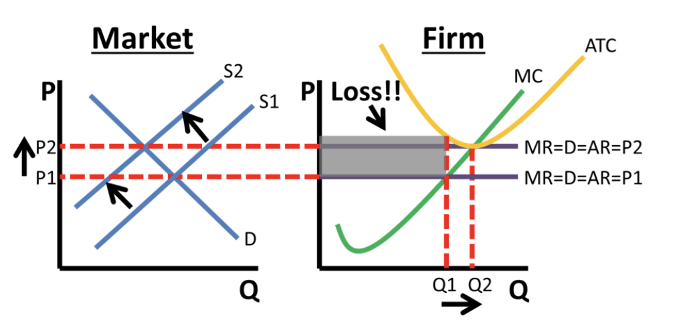 Market
Firm
P
S2
S1
P2
P1
D
Q
P
Loss!!
ATC
MC
MR=D=AR=P2
MR=D=AR=P1
Q1
Q2
Q